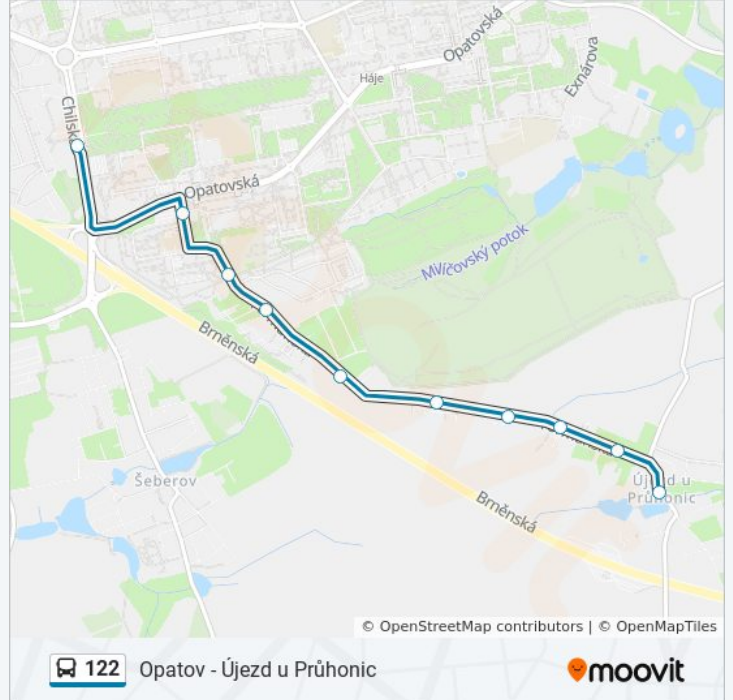 Opatovská
Exnárova
Háje
Chilská
Opatovská
Mlíčovský potok
Brněnská
Šeberov
Újezd u
Průhonic
Brněnská
© OpenStreetMap contributors | © OpenMapTiles
122 Opatov - Újezd u Průhonic
moovit